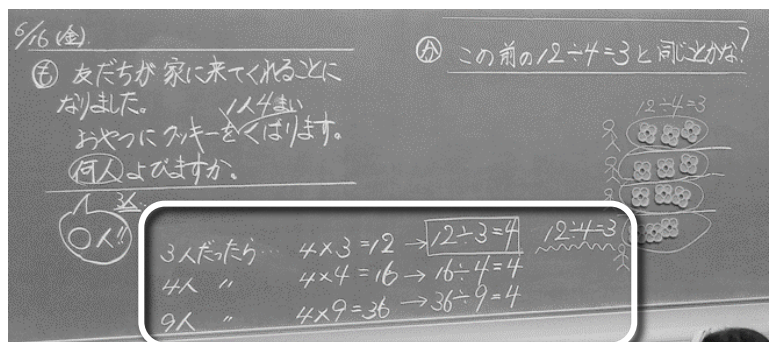 6/16(金)
も 友だちが家に来てくれることに
なりました。
1人4まい
おやつにクッキーをくばります。
何人よびますか。
3人
○人!!
か この前の12÷4=3と同じとかな?
12÷4=3
3人だったら… 4×3=12 → 12÷3=4 12÷4=3
4人 〃 4×4=16 → 16÷4=4
9人 〃 4×9=36 → 36÷9=4